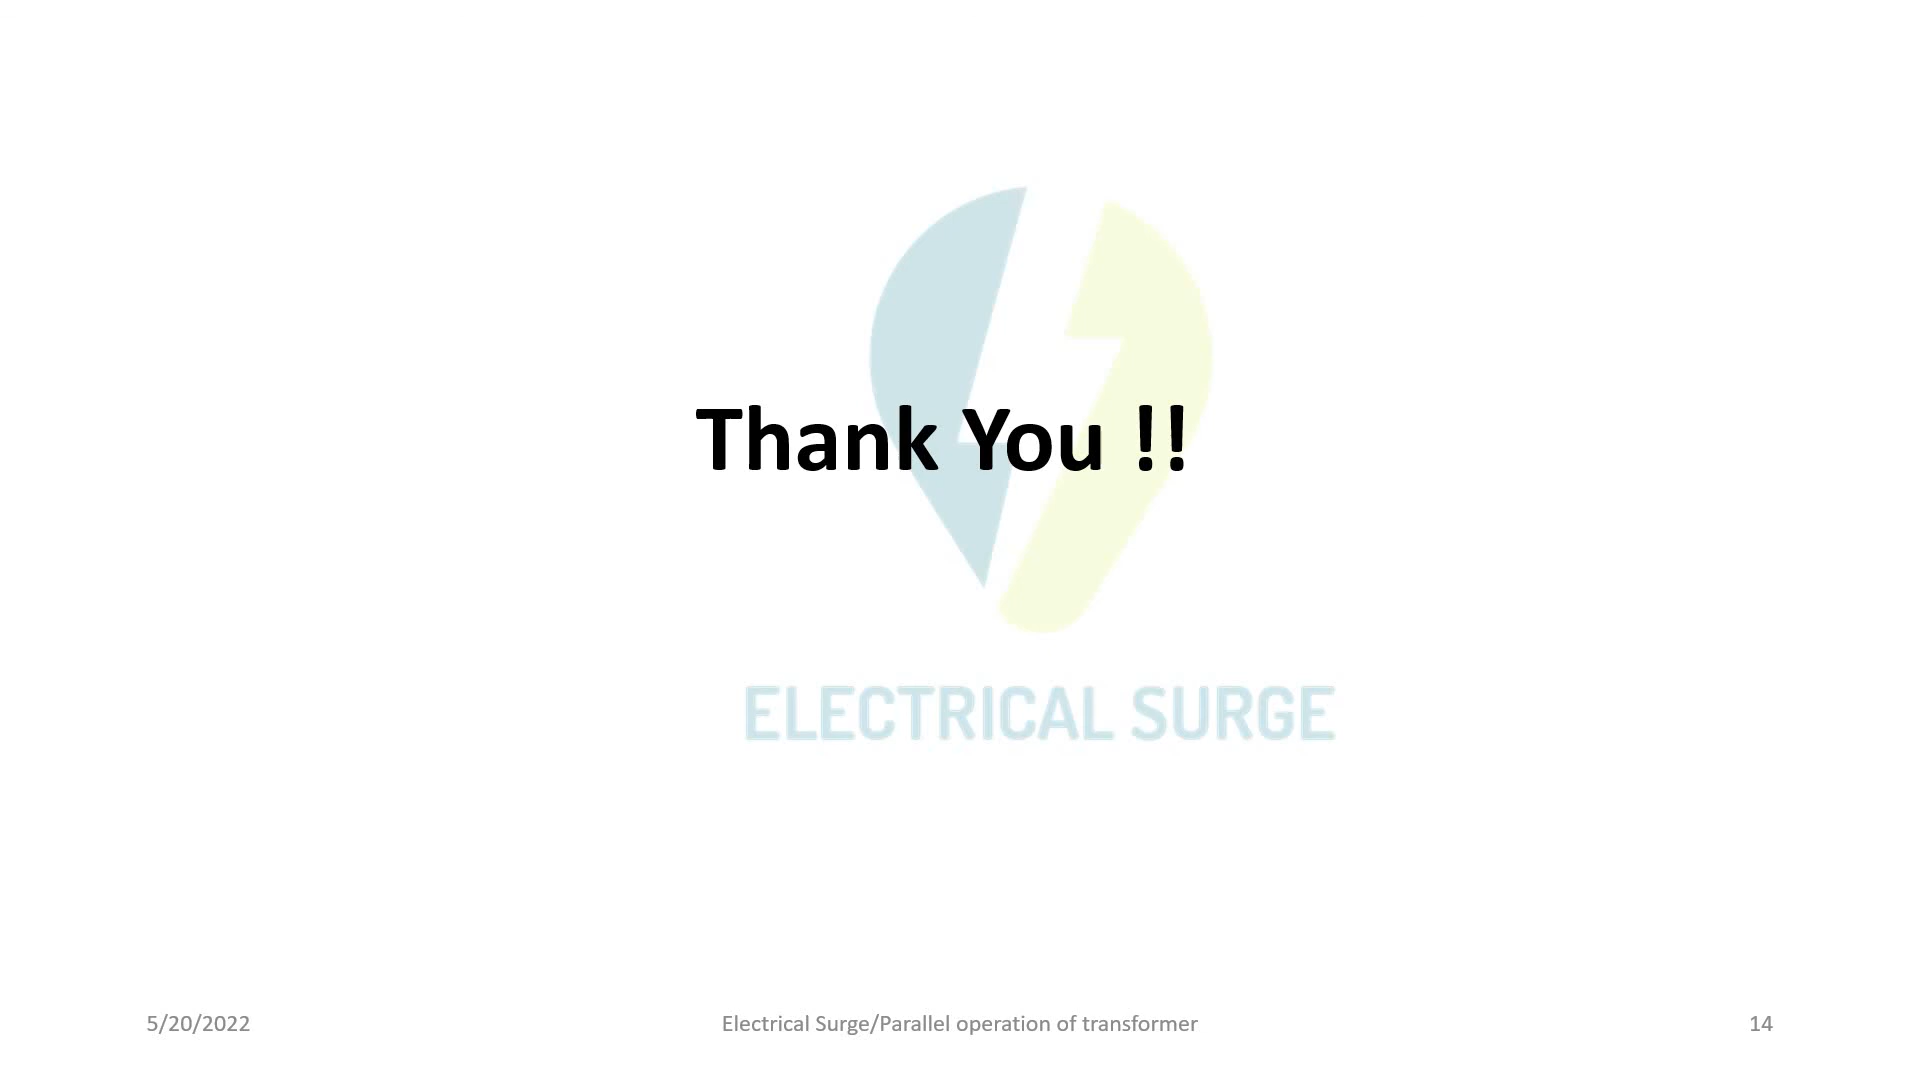 Thank You !!
ELECTRICAL SURGE
5/20/2022
Electrical Surge/Parallel operation of transformer
14